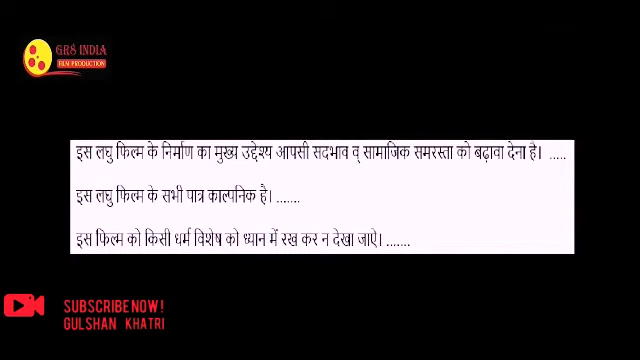 GRS INDIA
FILM PRODUCTION
इस लघु फिल्म के निर्माण का मुख्य उद्देश्य आपसी सदभाव व् सामाजिक समरस्ता को बढ़ावा देना है। .....
इस लघु फिल्म के सभी पात्र काल्पनिक है। .......
इस फिल्म को किसी धर्म विशेष को ध्यान में रख कर न देखा जाऐ। .......
SUBSCRIBE NOW!
GULSHAN KHATRI